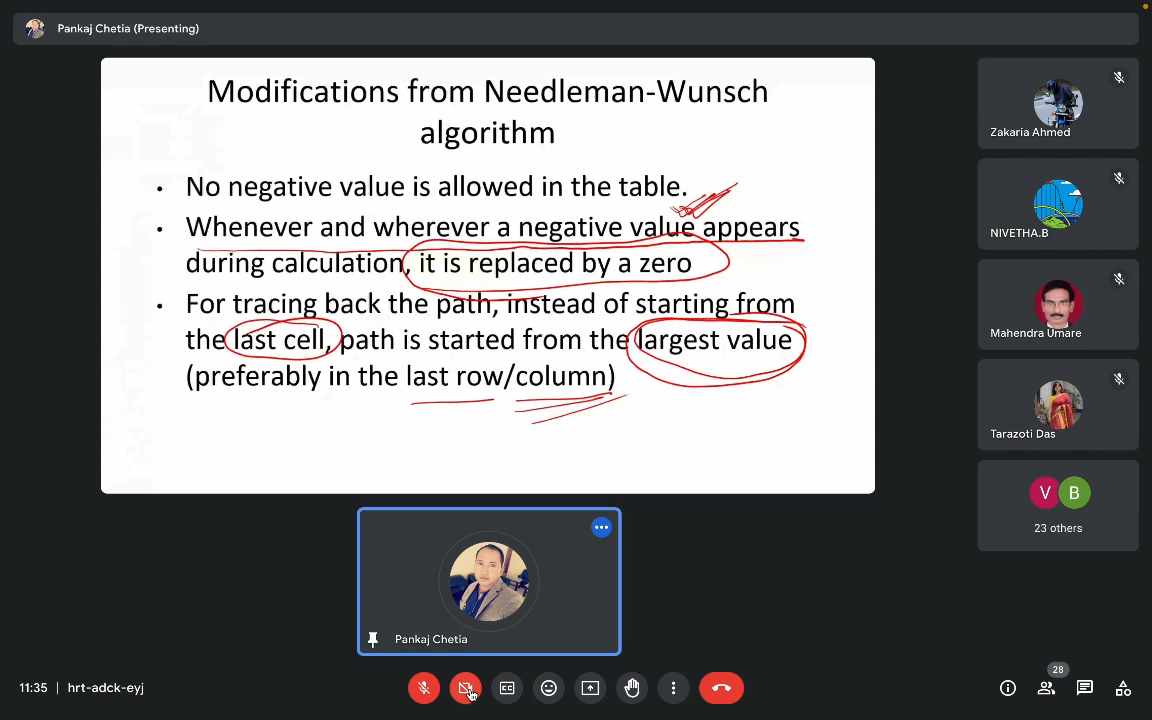 Pankaj Chetia (Presenting)
Modifications from Needleman-Wunsch
algorithm
• No negative value is allowed in the table.
• Whenever and wherever a negative value appears
during calculation, it is replaced by a zero
• For tracing back the path, instead of starting from
the last cell, path is started from the largest value
(preferably in the last row/column)
Zakaria Ahmed
NIVETHA.B
Mahendra Umare
Tarazoti Das
V B
23 others
Pankaj Chetia
11:35 | hrt-adck-eyj
CC
28